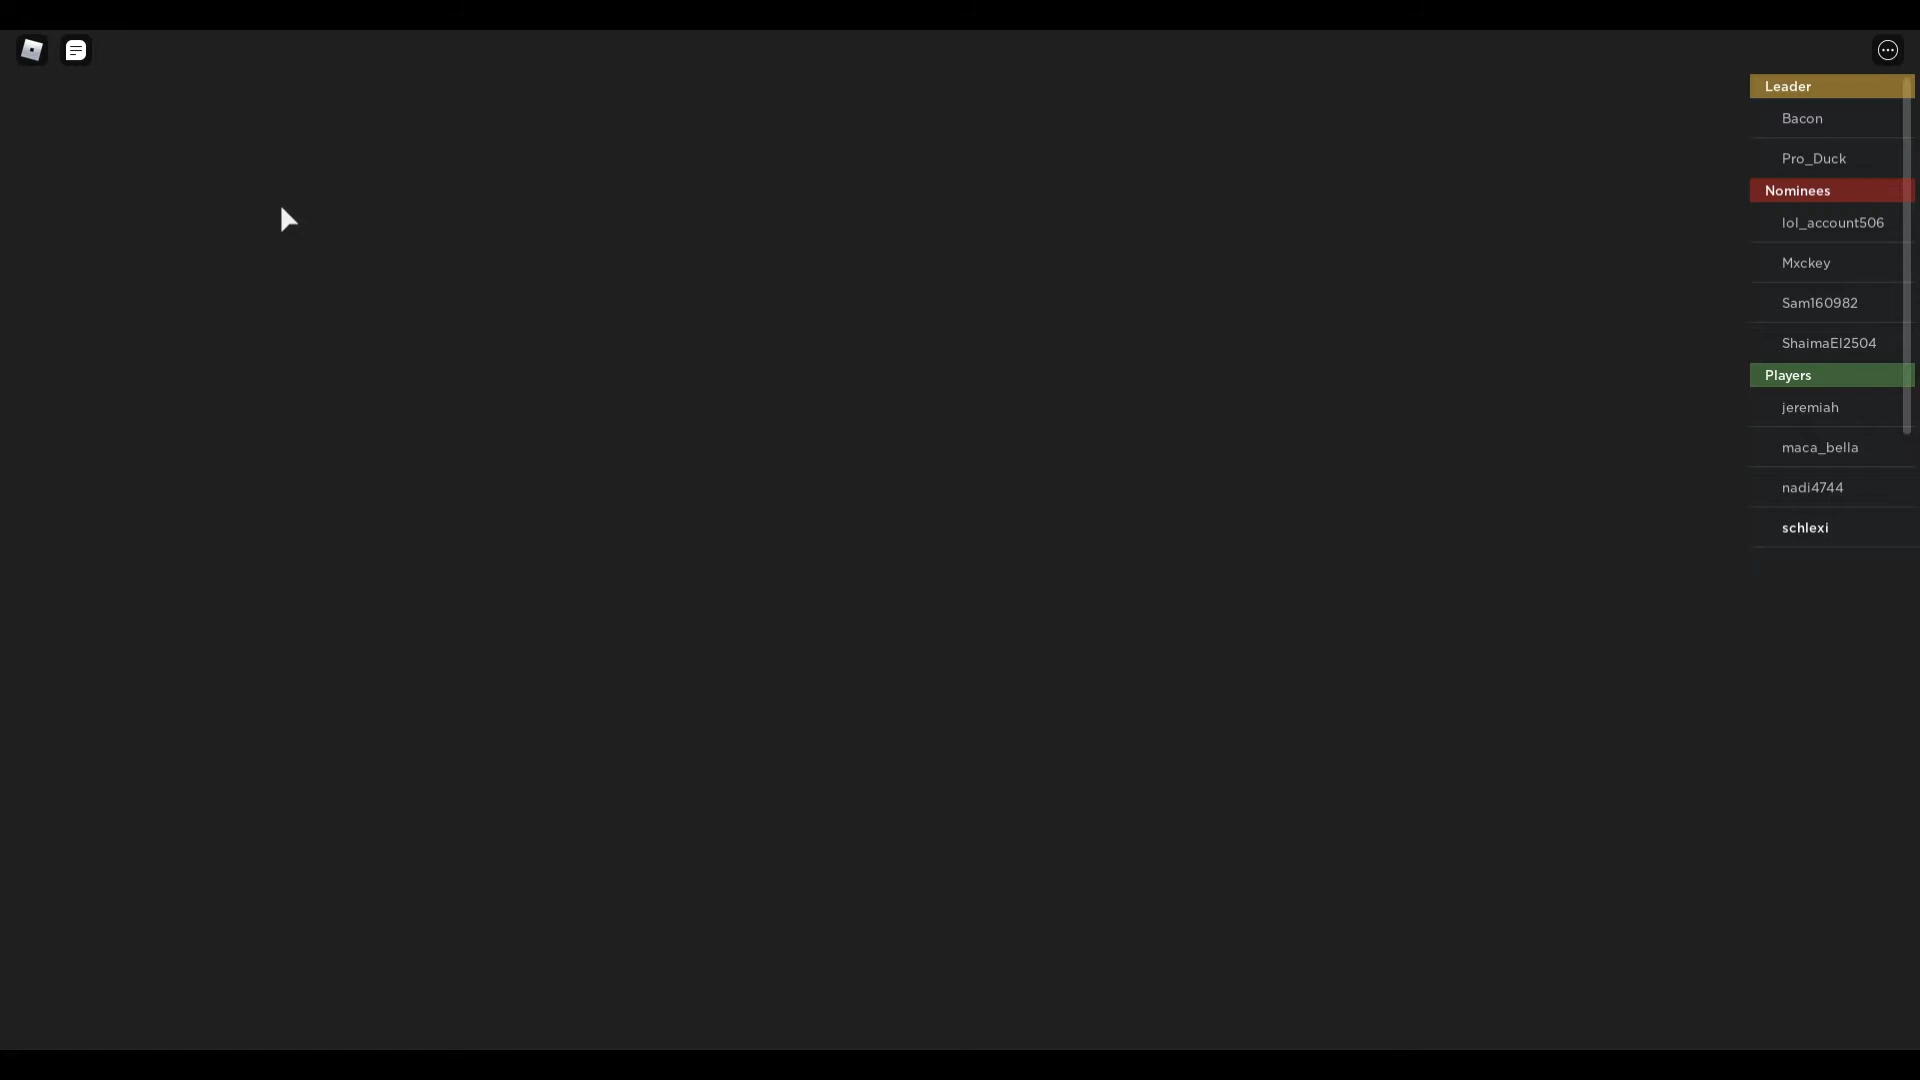 Leader
Bacon
Pro_Duck
Nominees
lol_account506
Mxckey
Sam160982
ShaimaEl2504
Players
jeremiah
maca_bella
nadi4744
schlexi